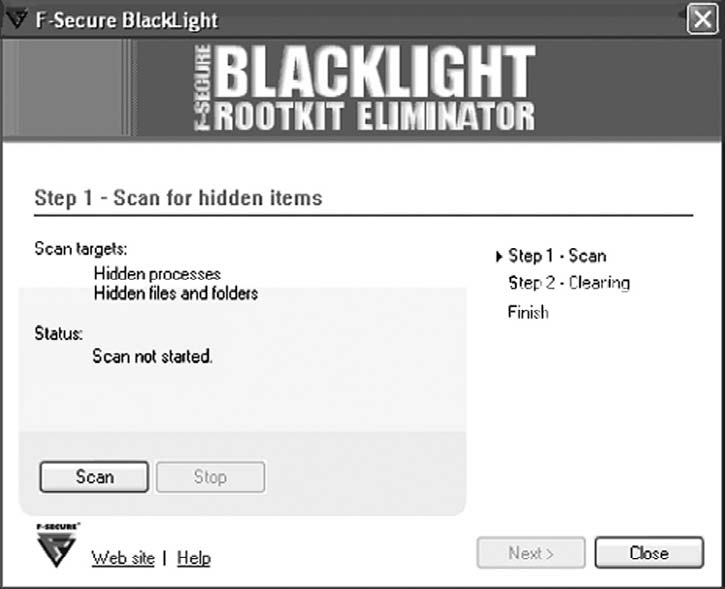 F-Secure BlackLight
F-SECURE
BLACKLIGHT
ROOTKIT ELIMINATOR
Step 1 - Scan for hidden items
Scan targets:
Hidden processes
Hidden files and folders
Status:
Scan not started.
Step 1 - Scan
Step 2 - Clearing
Finish
Scan
Stop
F-SECURE®
Web site | Help
Next >
Close